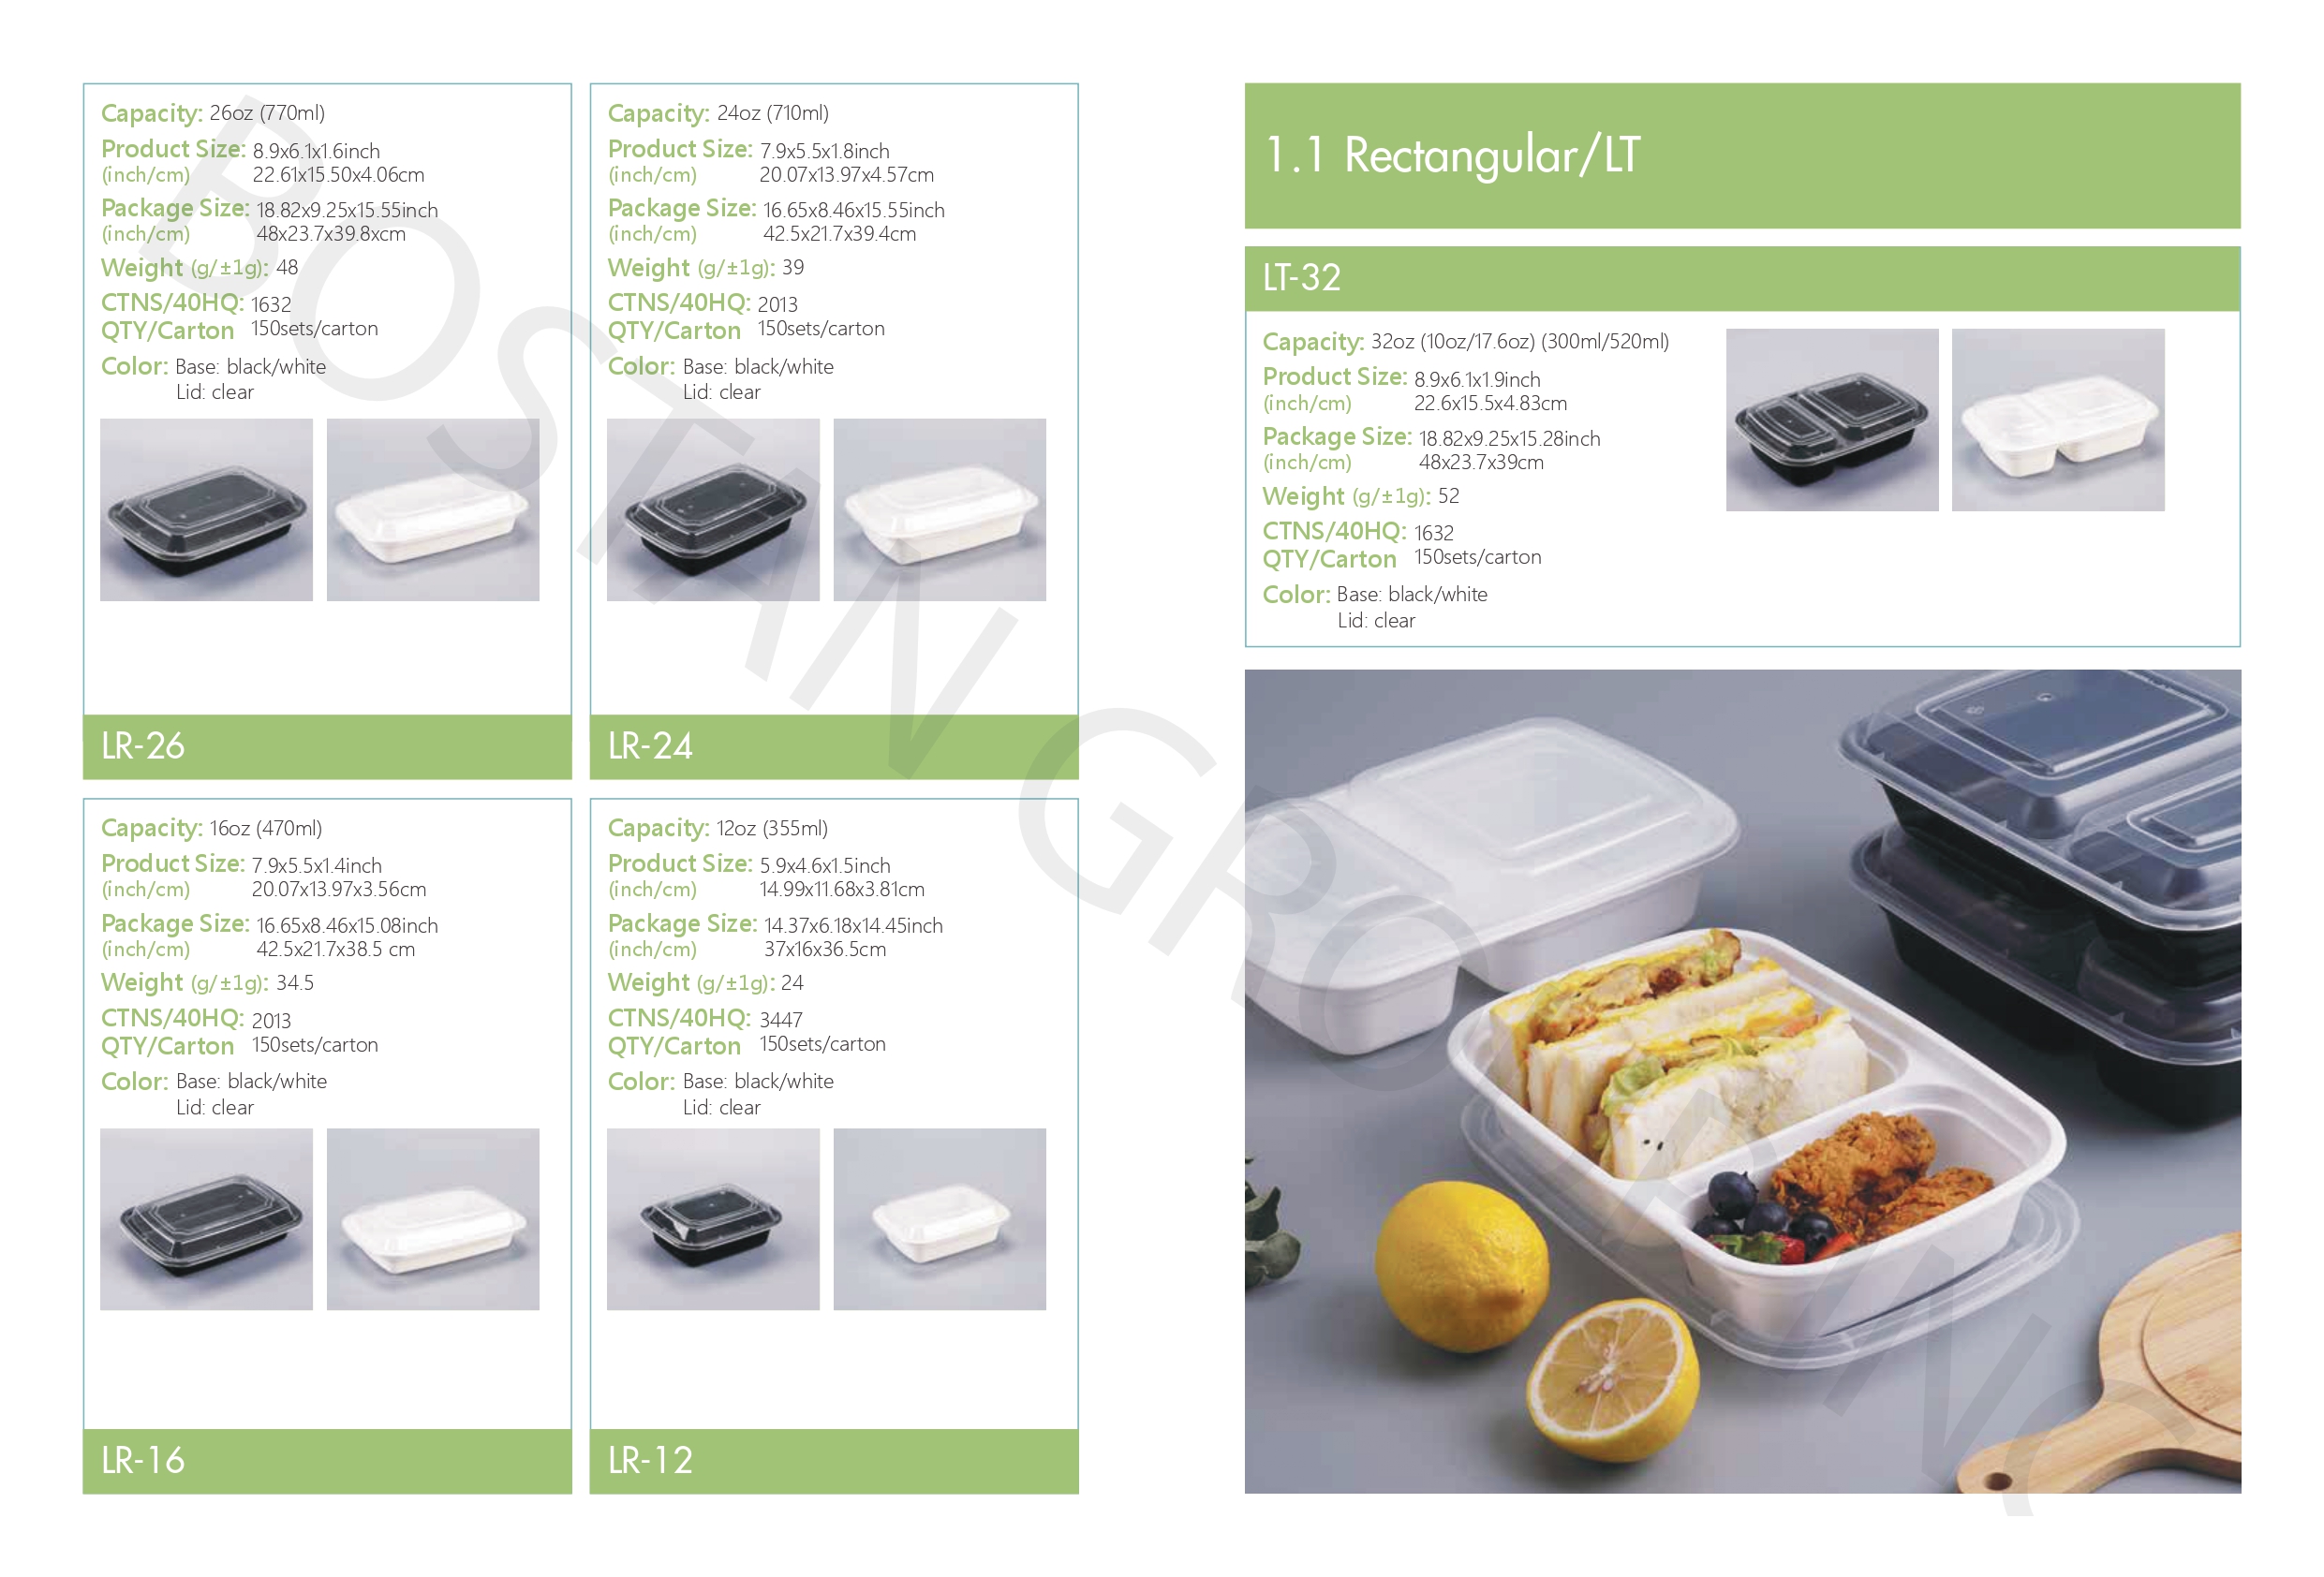 Capacity: 26oz (770ml)
Product Size: 8.9x6.1x1.6inch
(inch/cm) 22.61x15.50x4.06cm
Package Size: 18.82x9.25x15.55inch
(inch/cm) 48x23.7x39.8xcm
Weight (g/±1g): 48
CTNS/40HQ: 1632
QTY/Carton 150sets/carton
Color: Base: black/white
Lid: clear
LR-26
Capacity: 24oz (710ml)
Product Size: 7.9x5.5x1.8inch
(inch/cm) 20.07x13.97x4.57cm
Package Size: 16.65x8.46x15.55inch
(inch/cm) 42.5x21.7x39.4cm
Weight (g/±1g): 39
CTNS/40HQ: 2013
QTY/Carton 150sets/carton
Color: Base: black/white
Lid: clear
LR-24
Capacity: 16oz (470ml)
Product Size: 7.9x5.5x1.4inch
(inch/cm) 20.07x13.97x3.56cm
Package Size: 16.65x8.46x15.08inch
(inch/cm) 42.5x21.7x38.5 cm
Weight (g/±1g): 34.5
CTNS/40HQ: 2013
QTY/Carton 150sets/carton
Color: Base: black/white
Lid: clear
LR-16
Capacity: 12oz (355ml)
Product Size: 5.9x4.6x1.5inch
(inch/cm) 14.99x11.68x3.81cm
Package Size: 14.37x6.18x14.45inch
(inch/cm) 37x16x36.5cm
Weight (g/±1g): 24
CTNS/40HQ: 3447
QTY/Carton 150sets/carton
Color: Base: black/white
Lid: clear
LR-12
1.1 Rectangular/LT
LT-32
Capacity: 32oz (10oz/17.6oz) (300ml/520ml)
Product Size: 8.9x6.1x1.9inch
(inch/cm) 22.6x15.5x4.83cm
Package Size: 18.82x9.25x15.28inch
(inch/cm) 48x23.7x39cm
Weight (g/±1g): 52
CTNS/40HQ: 1632
QTY/Carton 150sets/carton
Color: Base: black/white
Lid: clear
BOSTAN